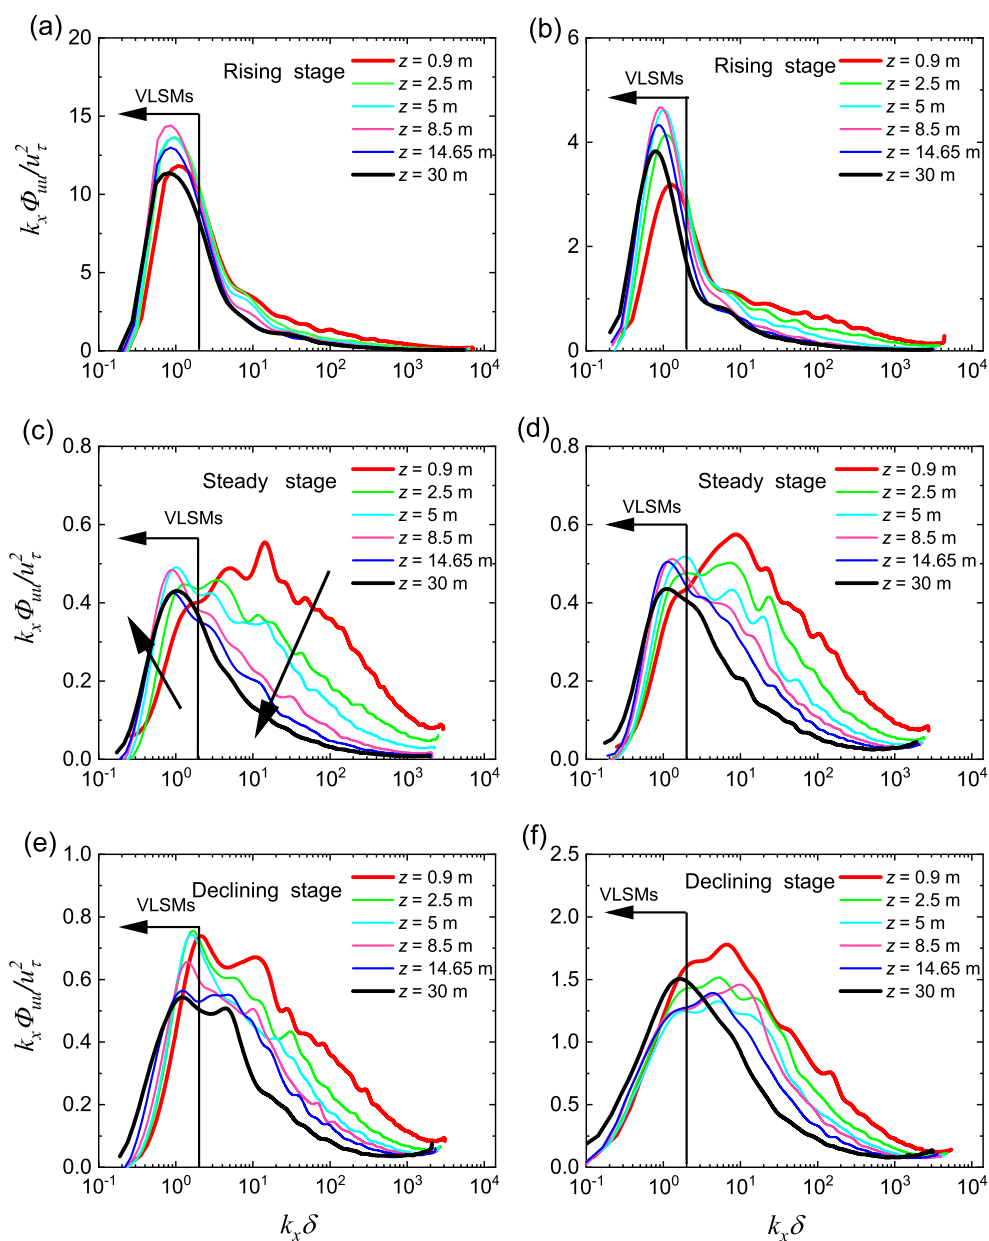 (a)
20
15
10
5
0
k_x Φ_uu/u_τ^2
Rising stage
VLSMs
z = 0.9 m
z = 2.5 m
z = 5 m
z = 8.5 m
z = 14.65 m
z = 30 m
10^-1 10^0 10^1 10^2 10^3 10^4
(b)
6
4
2
0
Rising stage
VLSMs
z = 0.9 m
z = 2.5 m
z = 5 m
z = 8.5 m
z = 14.65 m
z = 30 m
10^-1 10^0 10^1 10^2 10^3 10^4
(c)
0.8
0.6
0.4
0.2
0.0
k_x Φ_uu/u_τ^2
Steady stage
VLSMs
z = 0.9 m
z = 2.5 m
z = 5 m
z = 8.5 m
z = 14.65 m
z = 30 m
10^-1 10^0 10^1 10^2 10^3 10^4
(d)
0.8
0.6
0.4
0.2
0.0
Steady stage
VLSMs
z = 0.9 m
z = 2.5 m
z = 5 m
z = 8.5 m
z = 14.65 m
z = 30 m
10^-1 10^0 10^1 10^2 10^3 10^4
(e)
1.0
0.8
0.6
0.4
0.2
0.0
k_x Φ_uu/u_τ^2
Declining stage
VLSMs
z = 0.9 m
z = 2.5 m
z = 5 m
z = 8.5 m
z = 14.65 m
z = 30 m
10^-1 10^0 10^1 10^2 10^3 10^4
k_x δ
(f)
2.5
2.0
1.5
1.0
0.5
0.0
Declining stage
VLSMs
z = 0.9 m
z = 2.5 m
z = 5 m
z = 8.5 m
z = 14.65 m
z = 30 m
10^-1 10^0 10^1 10^2 10^3 10^4
k_x δ